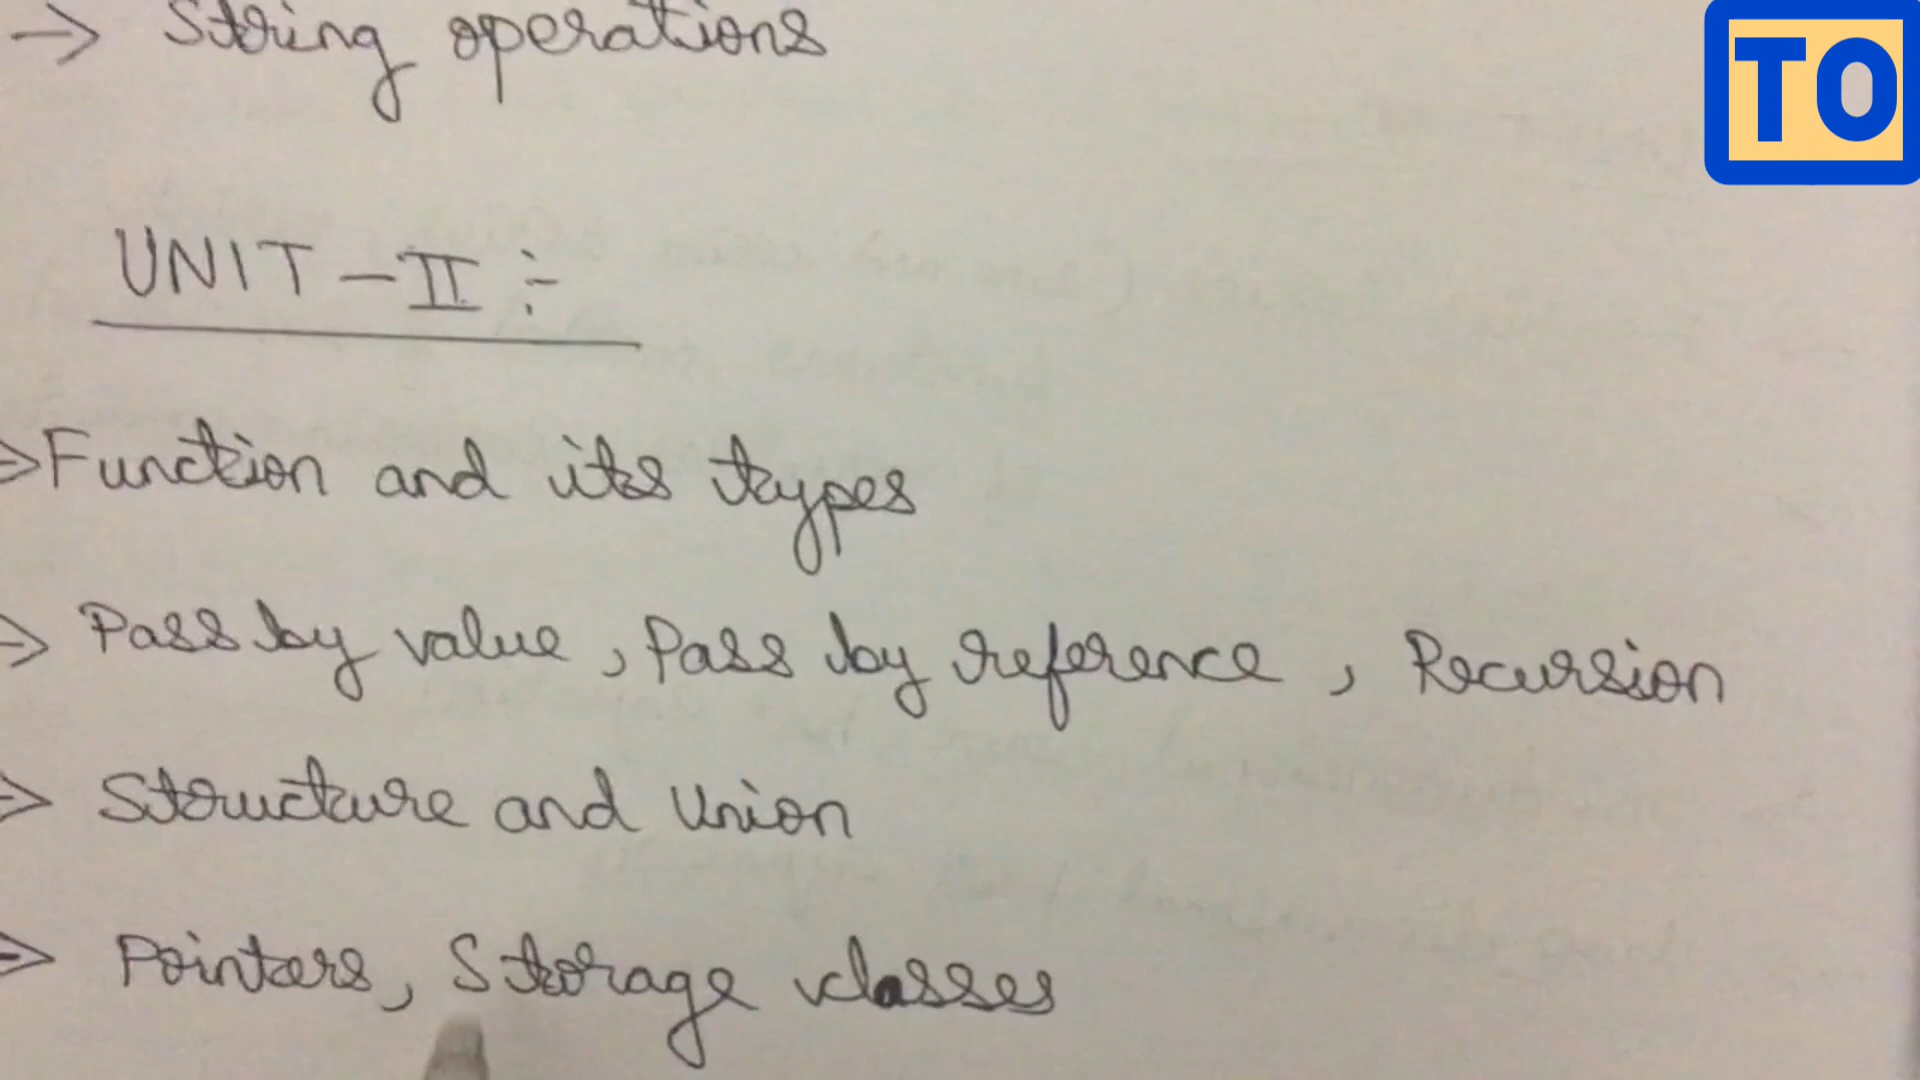 → String operations
TO
UNIT - II :-
⇒ Function and its types
⇒ Pass by value, Pass by reference, Recursion
⇒ Structure and Union
⇒ Pointers, Storage classes